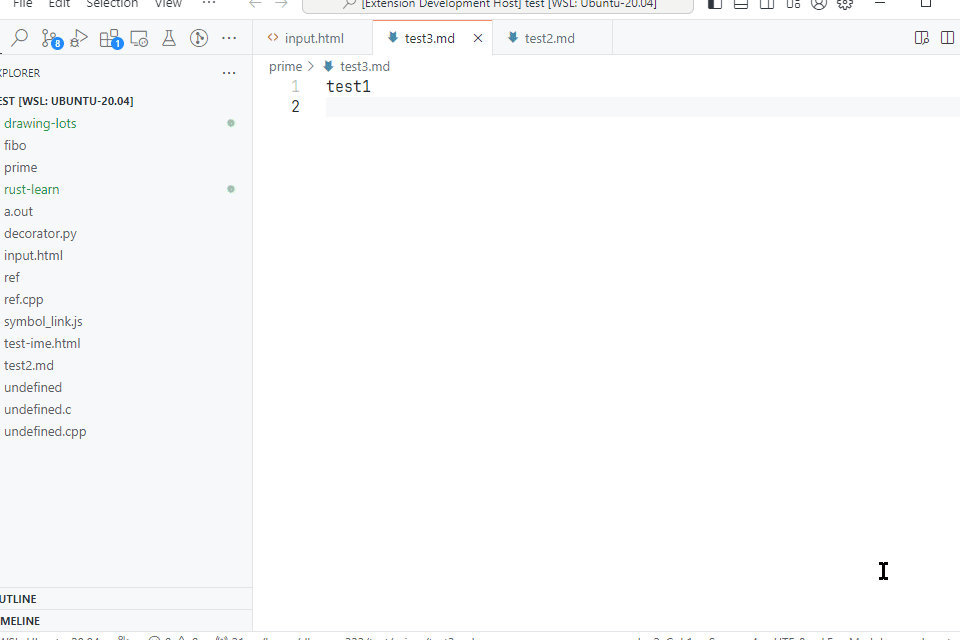 File Edit Selection View ···
[Extension Development Host] test [WSL: Ubuntu-20.04]
8
1
input.html
test3.md
test2.md
XPLORER
prime > test3.md
EST [WSL: UBUNTU-20.04]
1 test1
2
drawing-lots
fibo
prime
rust-learn
a.out
decorator.py
input.html
ref
ref.cpp
symbol_link.js
test-ime.html
test2.md
undefined
undefined.c
undefined.cpp
UTLINE
MELINE